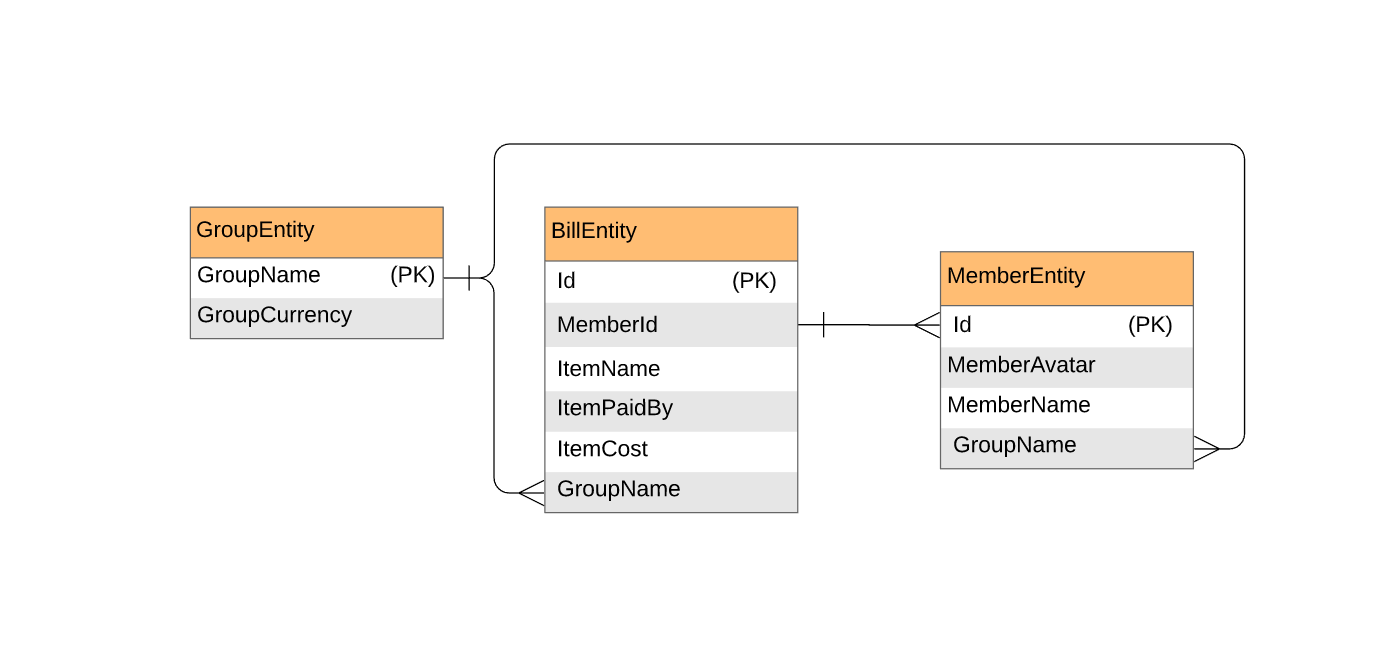 GroupEntity
GroupName (PK)
GroupCurrency
BillEntity
Id (PK)
MemberId
ItemName
ItemPaidBy
ItemCost
GroupName
MemberEntity
Id (PK)
MemberAvatar
MemberName
GroupName